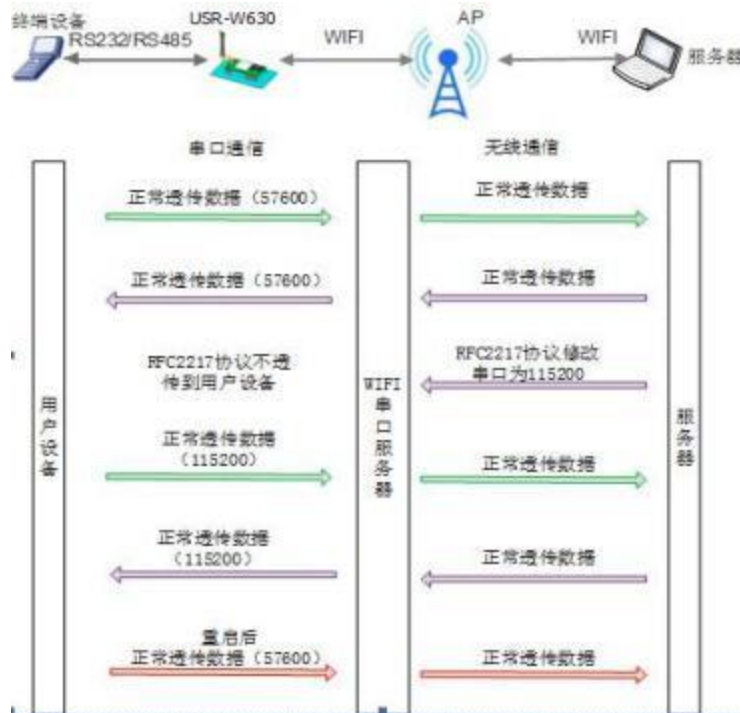 终端设备
USR-W630
AP
RS232/RS485
WIFI
WIFI
服务器
串口通信
无线通信
正常透传数据（57600）
正常透传数据
正常透传数据（57600）
正常透传数据
RFC2217协议不透
传到用户设备
RFC2217协议修改
串口为115200
用户设备
WIFI串口服务器
服务器
正常透传数据
（115200）
正常透传数据
正常透传数据
（115200）
正常透传数据
重启后
正常透传数据（57600）
正常透传数据